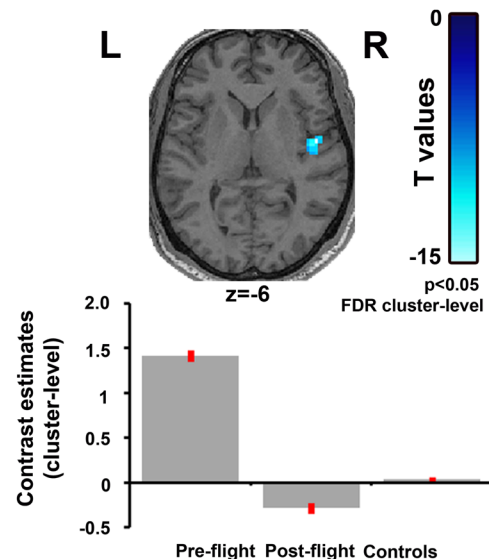 L
R
0
T values
-15
z=-6
p<0.05
FDR cluster-level
Contrast estimates
(cluster-level)
2.0
1.5
1
0.5
0
-0.5
Pre-flight Post-flight Controls